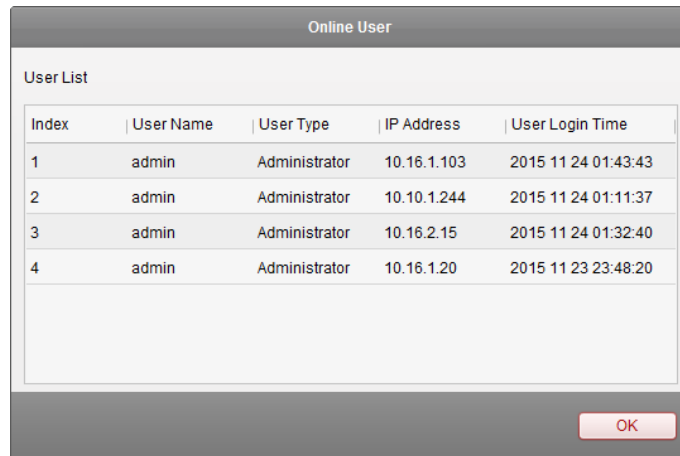 Online User
User List
Index User Name User Type IP Address User Login Time
1 admin Administrator 10.16.1.103 2015 11 24 01:43:43
2 admin Administrator 10.10.1.244 2015 11 24 01:11:37
3 admin Administrator 10.16.2.15 2015 11 24 01:32:40
4 admin Administrator 10.16.1.20 2015 11 23 23:48:20
OK